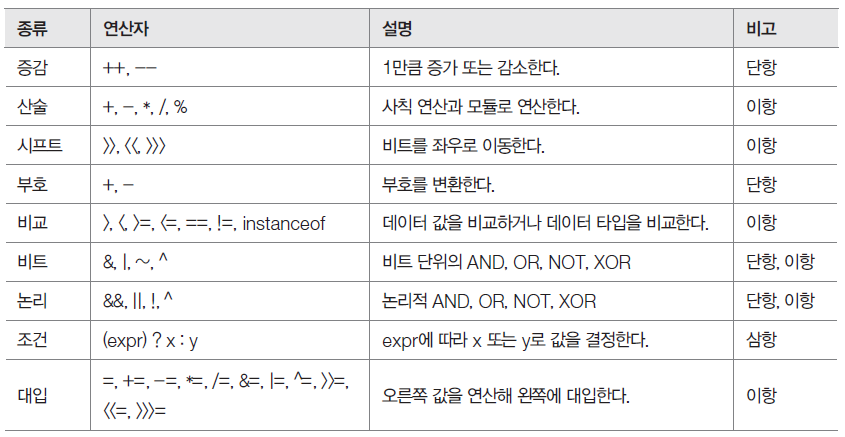 종류 연산자 설명 비고
증감 ++, -- 1만큼 증가 또는 감소한다. 단항
산술 +, -, *, /, % 사칙 연산과 모듈로 연산한다. 이항
시프트 >>, <<, >>> 비트를 좌우로 이동한다. 이항
부호 +, - 부호를 변환한다. 단항
비교 >, <, >=, <=, ==, !=, instanceof 데이터 값을 비교하거나 데이터 타입을 비교한다. 이항
비트 &, |, ~, ^ 비트 단위의 AND, OR, NOT, XOR 단항, 이항
논리 &&, ||, !, ^ 논리적 AND, OR, NOT, XOR 단항, 이항
조건 (expr) ? x : y expr에 따라 x 또는 y로 값을 결정한다. 삼항
대입 =, +=, -=, *=, /=, &=, |=, ^=, >>=, 오른쪽 값을 연산해 왼쪽에 대입한다. 이항
<<=, >>>=